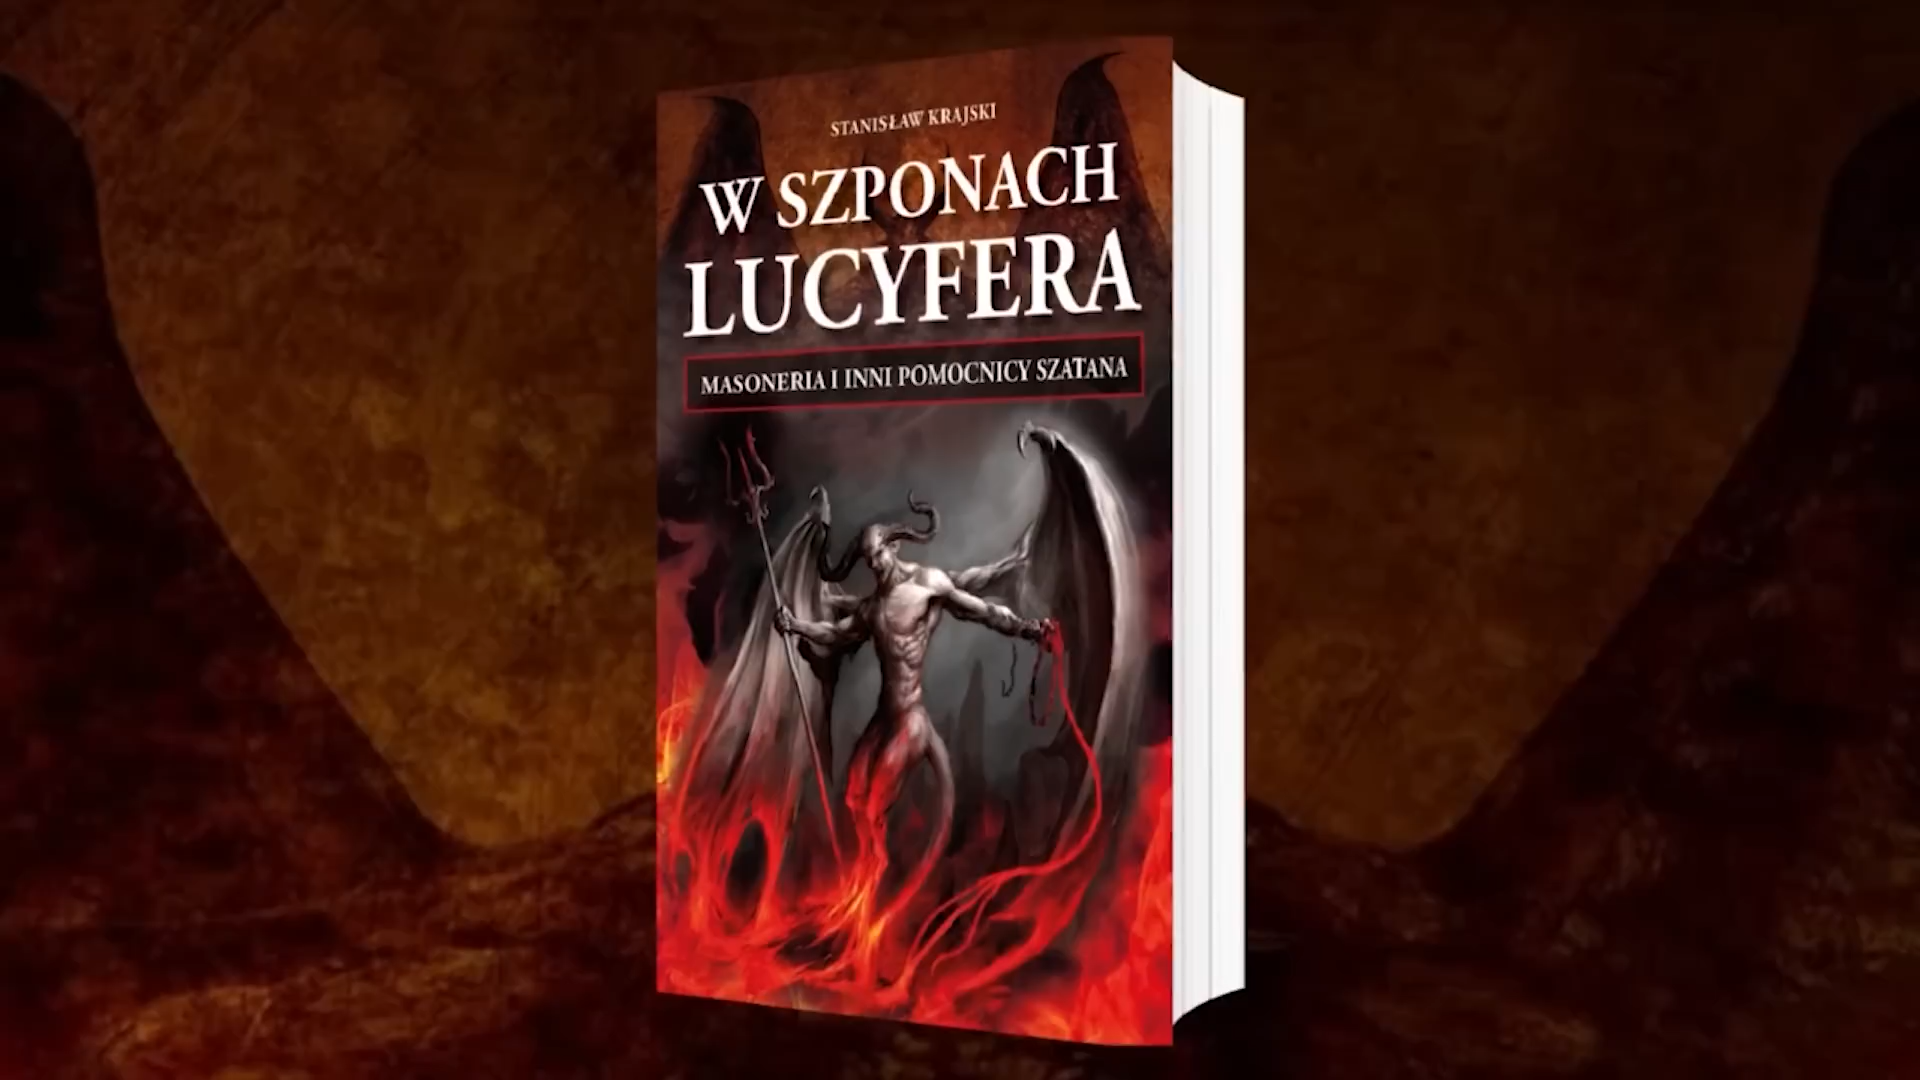 STANISŁAW KRAJSKI
W SZPONACH
LUCYFERA
MASONERIA I INNI POMOCNICY SZATANA